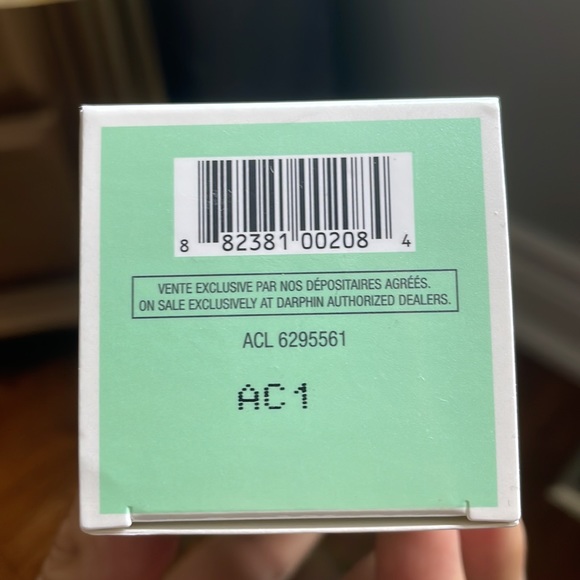 8 82381 00208 4
VENTE EXCLUSIVE PAR NOS DÉPOSITAIRES AGRÉÉS.
ON SALE EXCLUSIVELY AT DARPHIN AUTHORIZED DEALERS.
ACL 6295561
AC1